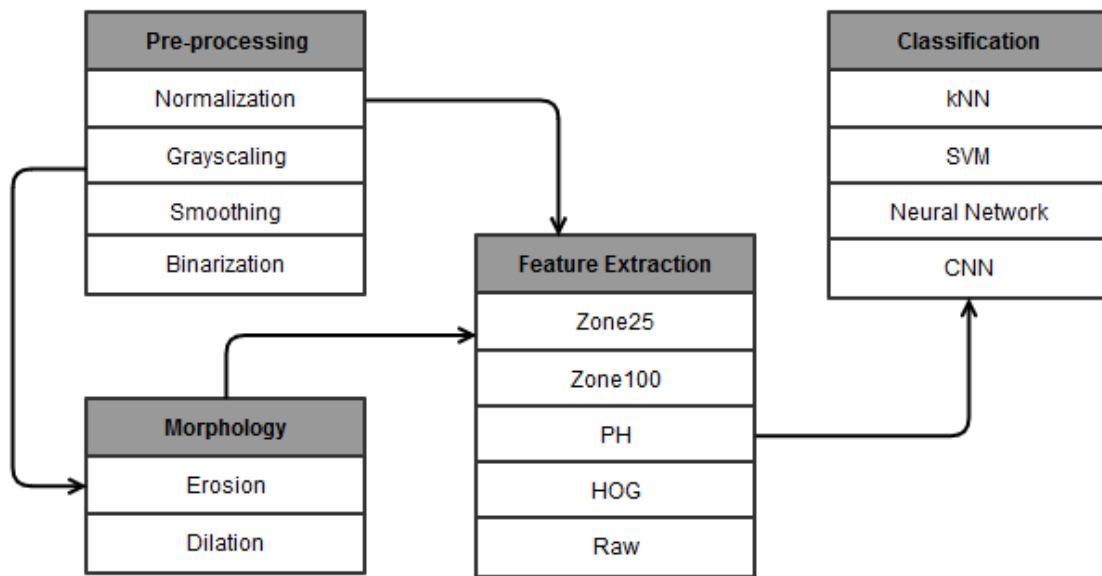 Pre-processing
Normalization
Grayscaling
Smoothing
Binarization
Morphology
Erosion
Dilation
Feature Extraction
Zone25
Zone100
PH
HOG
Raw
Classification
kNN
SVM
Neural Network
CNN